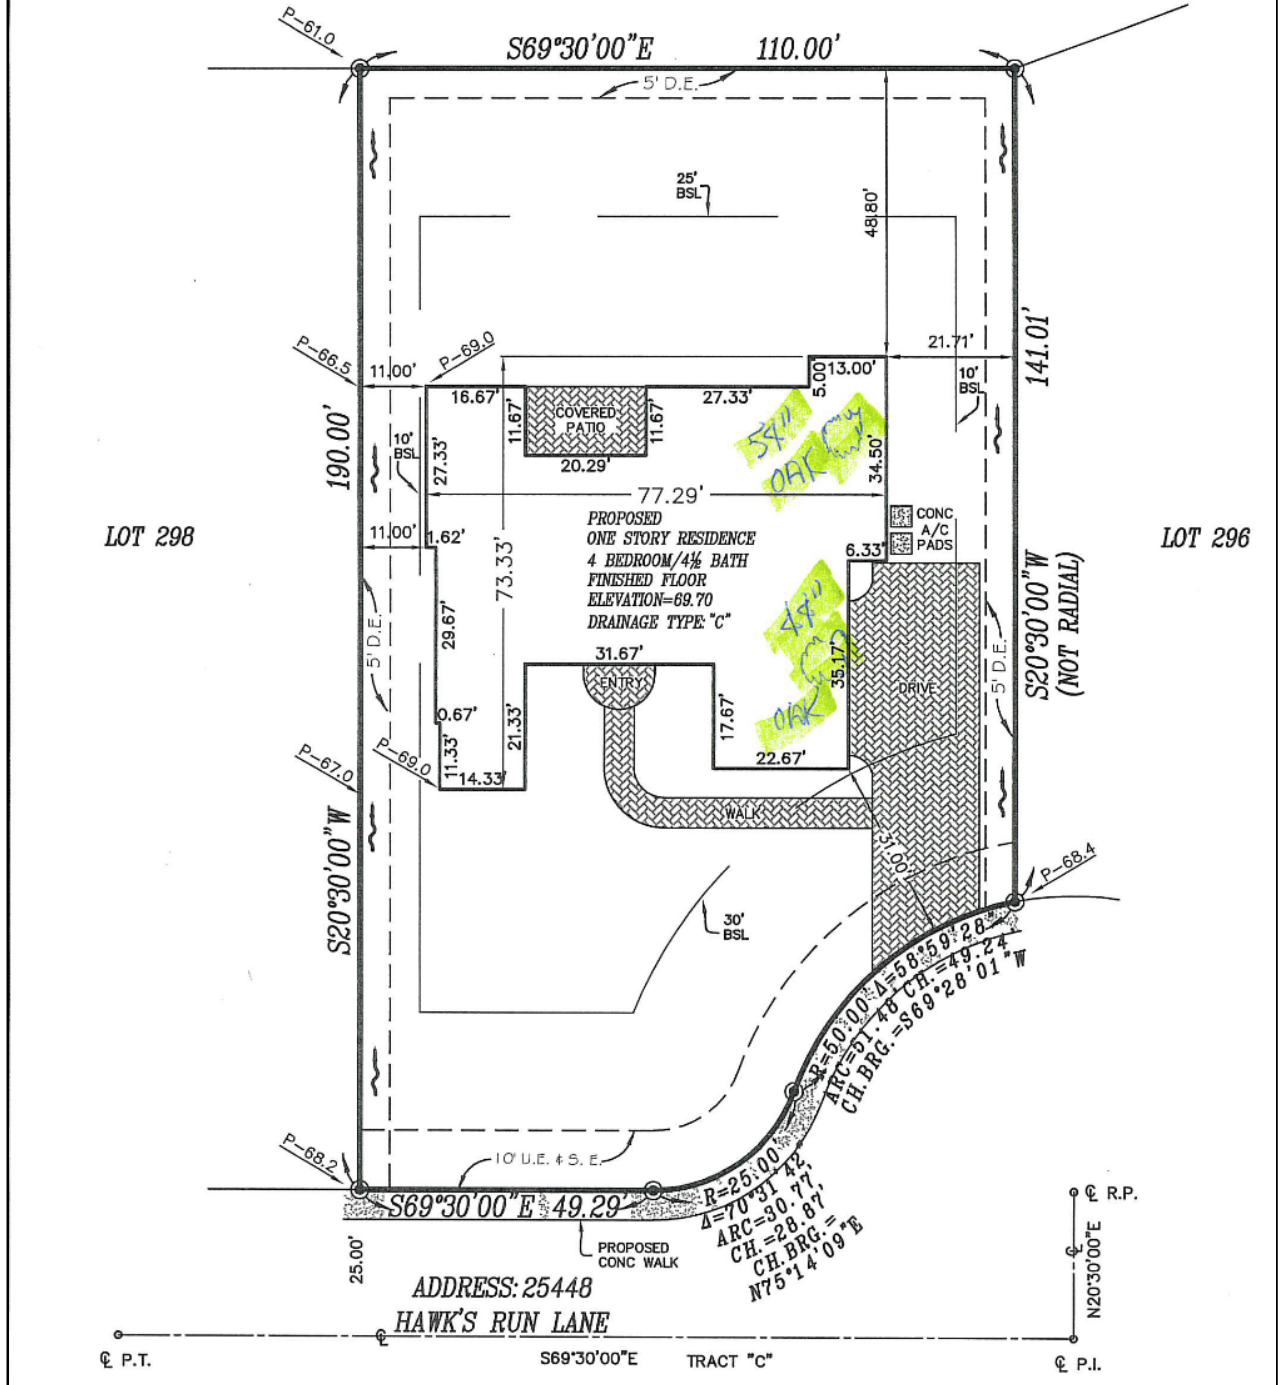 P-61.0
S69°30'00"E 110.00'
5' D.E.
25'
BSL
48.80'
P-66.5
P-69.0
11.00'
21.71'
141.01'
10'
BSL
16.67'
11.67'
COVERED
PATIO
11.67'
27.33'
5.00'
13.00'
54"
OAK
34.50'
190.00'
10'
BSL
27.33'
20.29'
77.29'
LOT 298
LOT 296
11.00'
1.62'
73.33'
PROPOSED
ONE STORY RESIDENCE
4 BEDROOM/4½ BATH
FINISHED FLOOR
ELEVATION=69.70
DRAINAGE TYPE: "C"
CONC
A/C
PADS
6.33'
44"
OAK
35.17'
S20°30'00"W
(NOT RADIAL)
5' D.E.
29.67'
5' D.E.
31.67'
ENTRY
DRIVE
0.67'
21.33'
17.67'
P-67.0
P-69.0
11.33'
14.33'
22.67'
WALK
31.00'
S20°30'00"W
P-68.4
30'
BSL
R=50.00' Δ=58°59'28"
ARC=51.48' CH.=49.24'
CH.BRG.=S69°28'01"W
P-68.2
10' U.E. & S.E.
S69°30'00"E 49.29'
R=25.00'
Δ=70°31'42"
ARC=30.77'
CH.=28.87'
CH.BRG.=
N75°14'09"E
25.00'
PROPOSED
CONC WALK
℄ R.P.
℄
N20°30'00"E
ADDRESS: 25448
HAWK'S RUN LANE
℄
℄ P.T.
S69°30'00"E
TRACT "C"
℄ P.I.